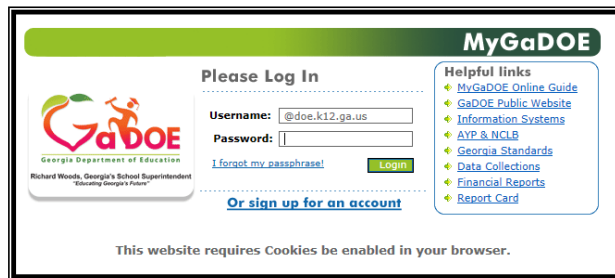 MyGaDOE
Please Log In
Username: @doe.k12.ga.us
Password:
I forgot my passphrase!
Login
Or sign up for an account
GaDOE
Georgia Department of Education
Richard Woods, Georgia's School Superintendent
"Educating Georgia's Future"
Helpful links
MyGaDOE Online Guide
GaDOE Public Website
Information Systems
AYP & NCLB
Georgia Standards
Data Collections
Financial Reports
Report Card
This website requires Cookies be enabled in your browser.